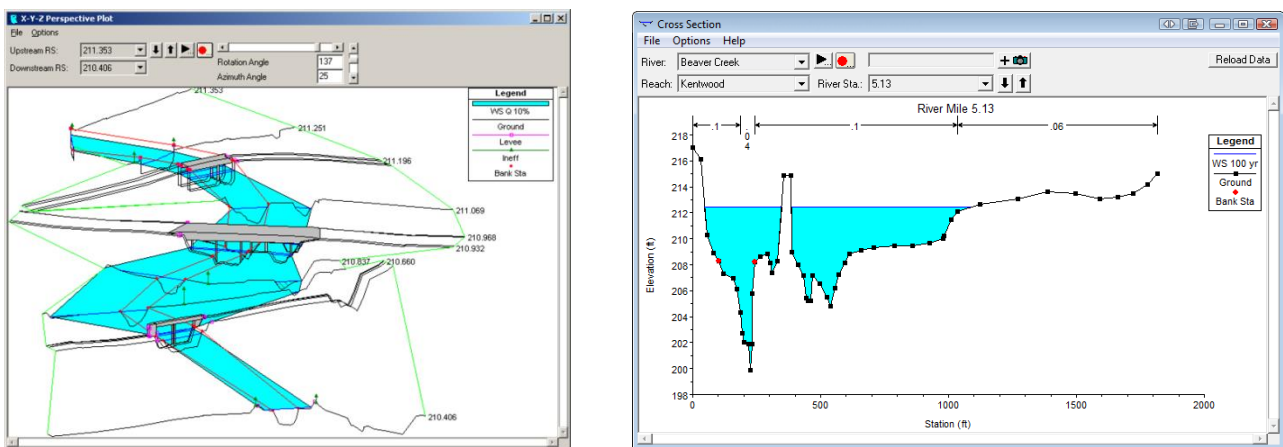 X-Y-Z Perspective Plot
File Options
Upstream RS: 211.353
Downstream RS: 210.406
Rotation Angle 137
Azimuth Angle 25
211.353
211.251
211.196
211.069
210.968
210.932
210.837 210.660
210.406
Legend
WS Q 10%
Ground
Levee
Ineff
Bank Sta
Cross Section
File Options Help
River: Beaver Creek
Reload Data
Reach: Kentwood River Sta.: 5.13
River Mile 5.13
.1 .04 .1 .06
218
216
214
212
210
208
206
204
202
200
198
Elevation (ft)
0 500 1000 1500 2000
Station (ft)
Legend
WS 100 yr
Ground
Bank Sta